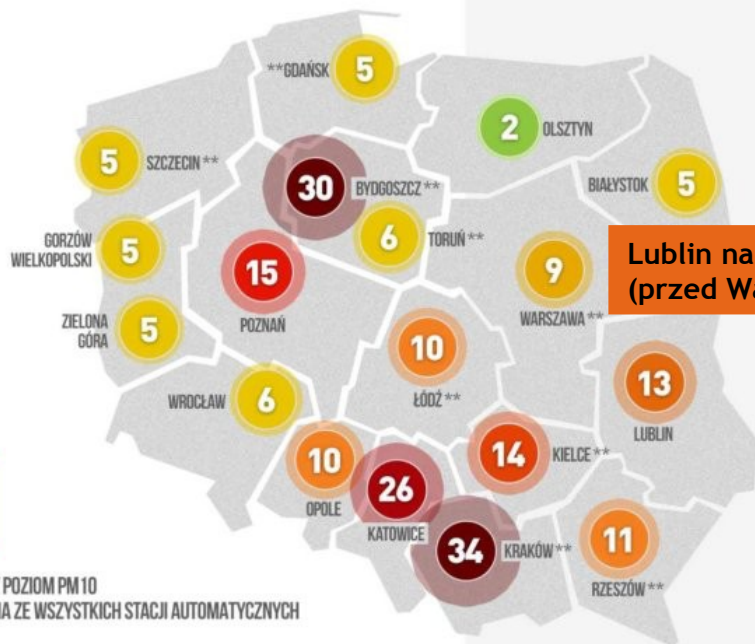 **GDAŃSK 5
2 OLSZTYN
5 SZCZECIN**
30 BYDGOSZCZ**
BIAŁYSTOK 5
GORZÓW
WIELKOPOLSKI
5
6 TORUŃ**
15
POZNAŃ
9
WARSZAWA**
Lublin na
(przed Wa
ZIELONA
GÓRA
5
10
ŁÓDŹ**
13
LUBLIN
WROCŁAW 6
10
OPOLE
26
KATOWICE
14 KIELCE**
34 KRAKÓW**
11
RZESZÓW**
POZIOM PM10
ZE WSZYSTKICH STACJI AUTOMATYCZNYCH